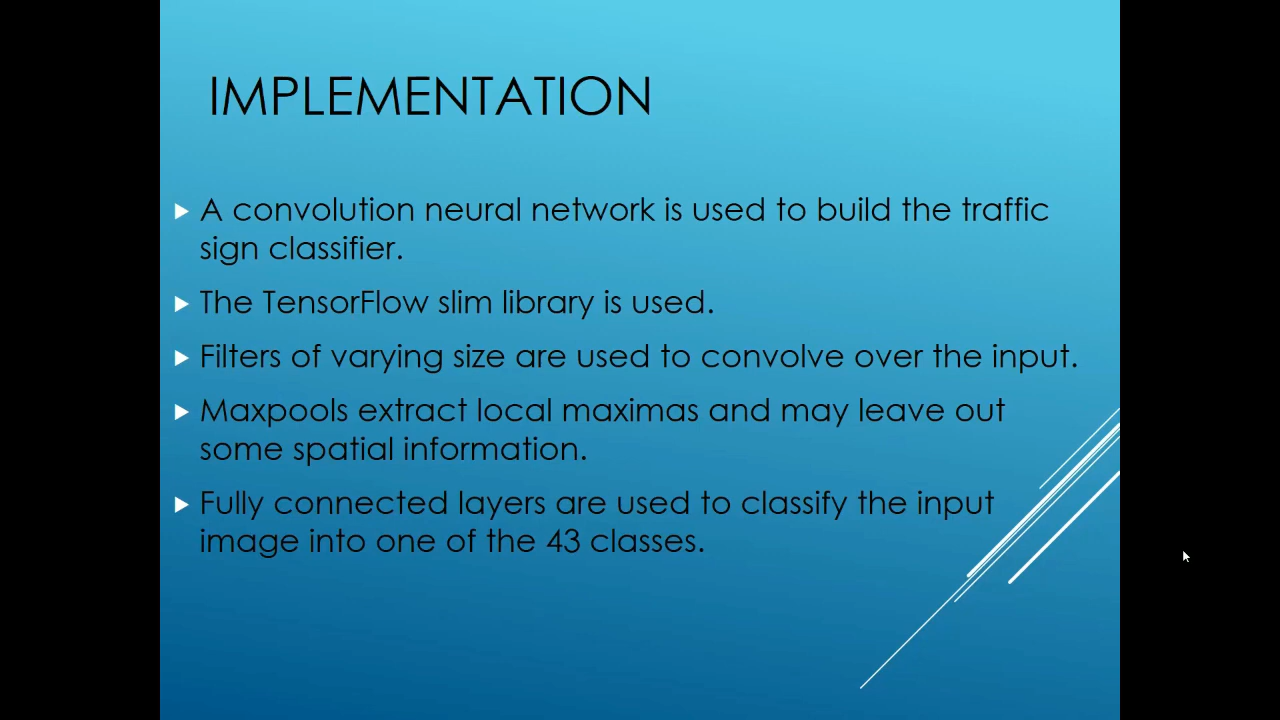 IMPLEMENTATION
A convolution neural network is used to build the traffic
sign classifier.
The TensorFlow slim library is used.
Filters of varying size are used to convolve over the input.
Maxpools extract local maximas and may leave out
some spatial information.
Fully connected layers are used to classify the input
image into one of the 43 classes.